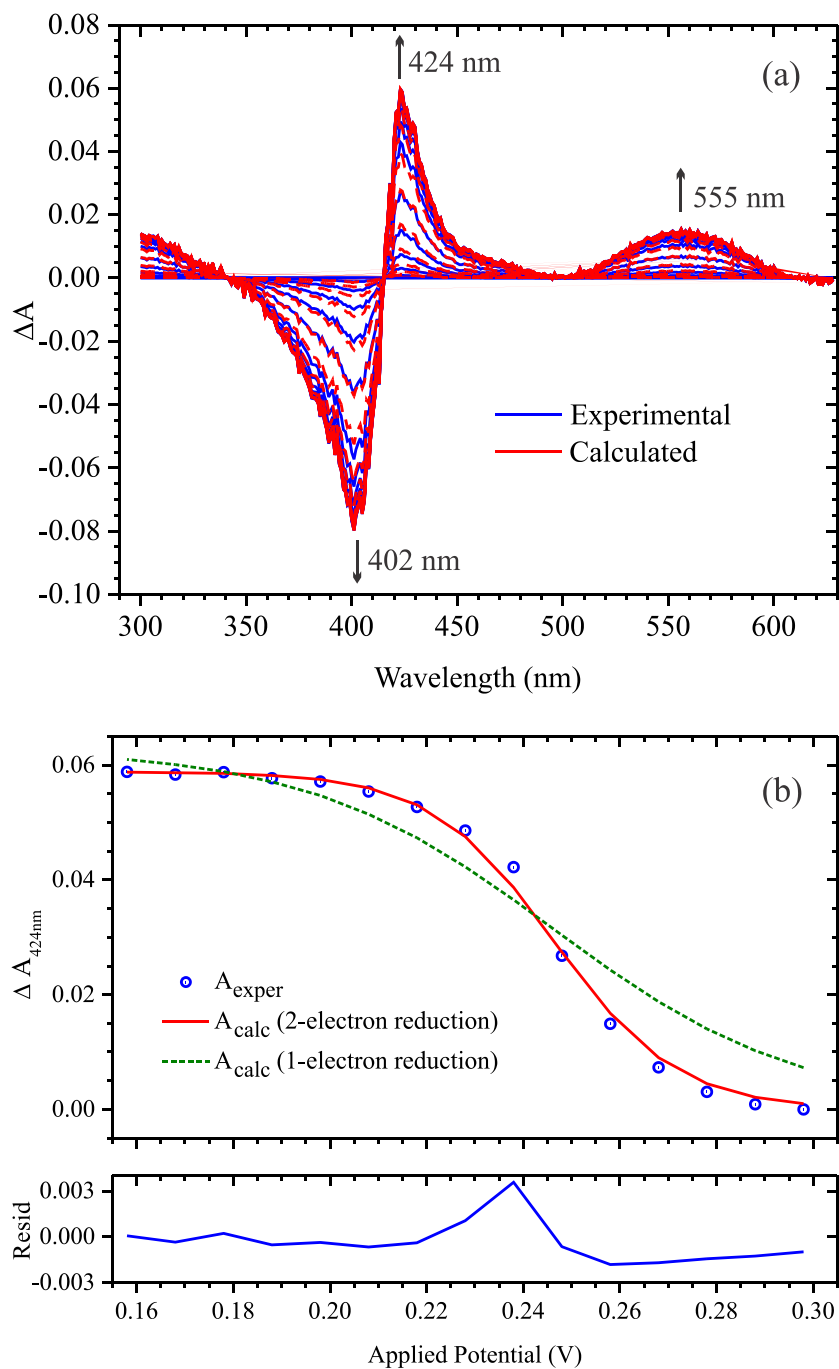 0.08
424 nm
(a)
0.06
0.04
555 nm
0.02
0.00
ΔA
-0.02
-0.04
Experimental
Calculated
-0.06
-0.08
402 nm
-0.10
300 350 400 450 500 550 600
Wavelength (nm)
0.06
(b)
0.04
Δ A424nm
Aexper
0.02
Acalc (2-electron reduction)
Acalc (1-electron reduction)
0.00
0.003
Resid
0.000
-0.003
0.16 0.18 0.20 0.22 0.24 0.26 0.28 0.30
Applied Potential (V)